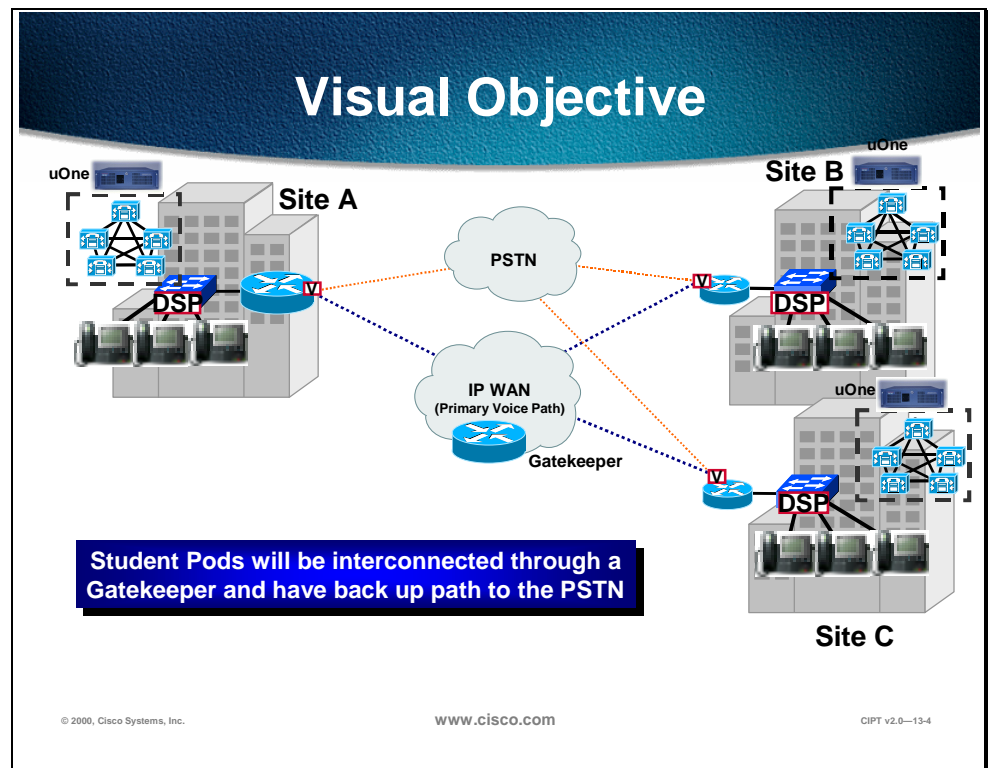 Visual Objective
uOne
Site A
DSP
V
PSTN
IP WAN
(Primary Voice Path)
Gatekeeper
uOne
Site B
V
DSP
uOne
V
DSP
Site C
Student Pods will be interconnected through a
Gatekeeper and have back up path to the PSTN
© 2000, Cisco Systems, Inc.
www.cisco.com
CIPT v2.0—13-4